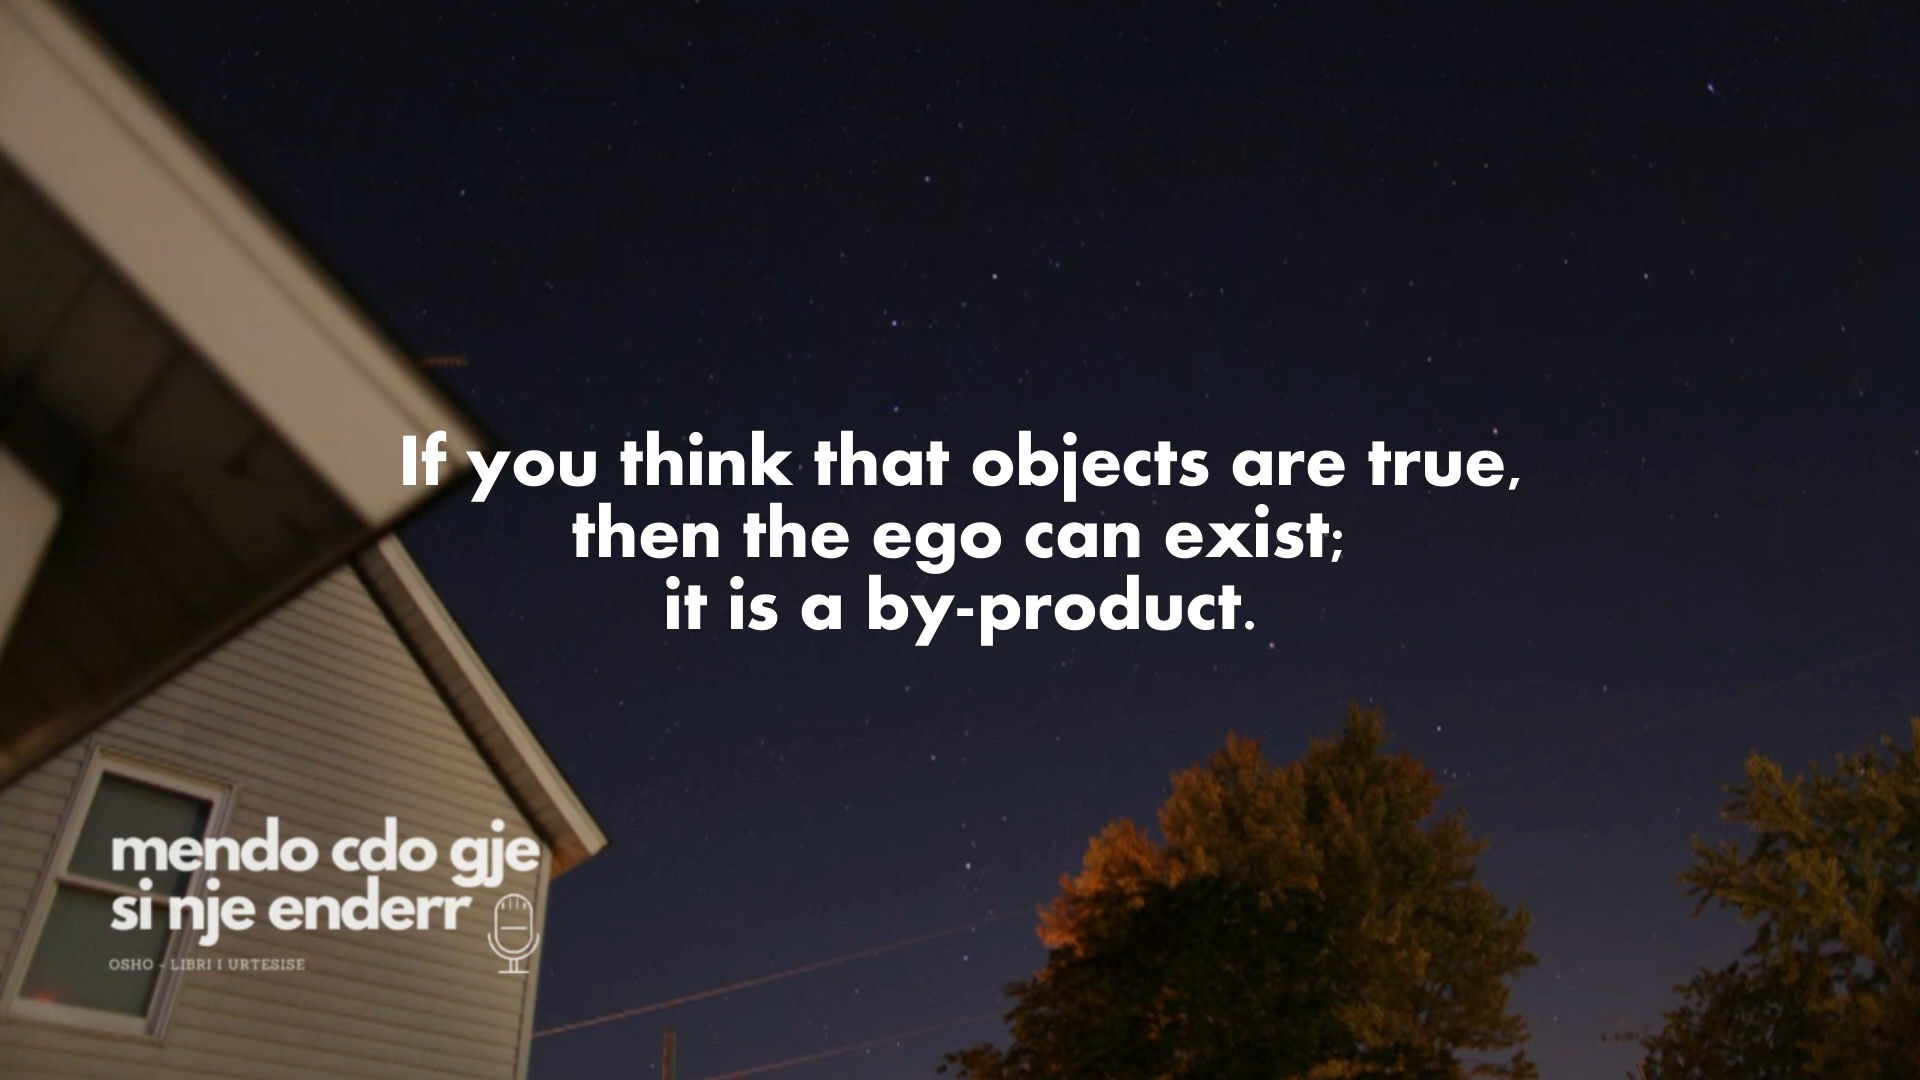 If you think that objects are true,
then the ego can exist;
it is a by-product.
mendo cdo gje
si nje enderr
OSHO - LIBRI I URTESISE